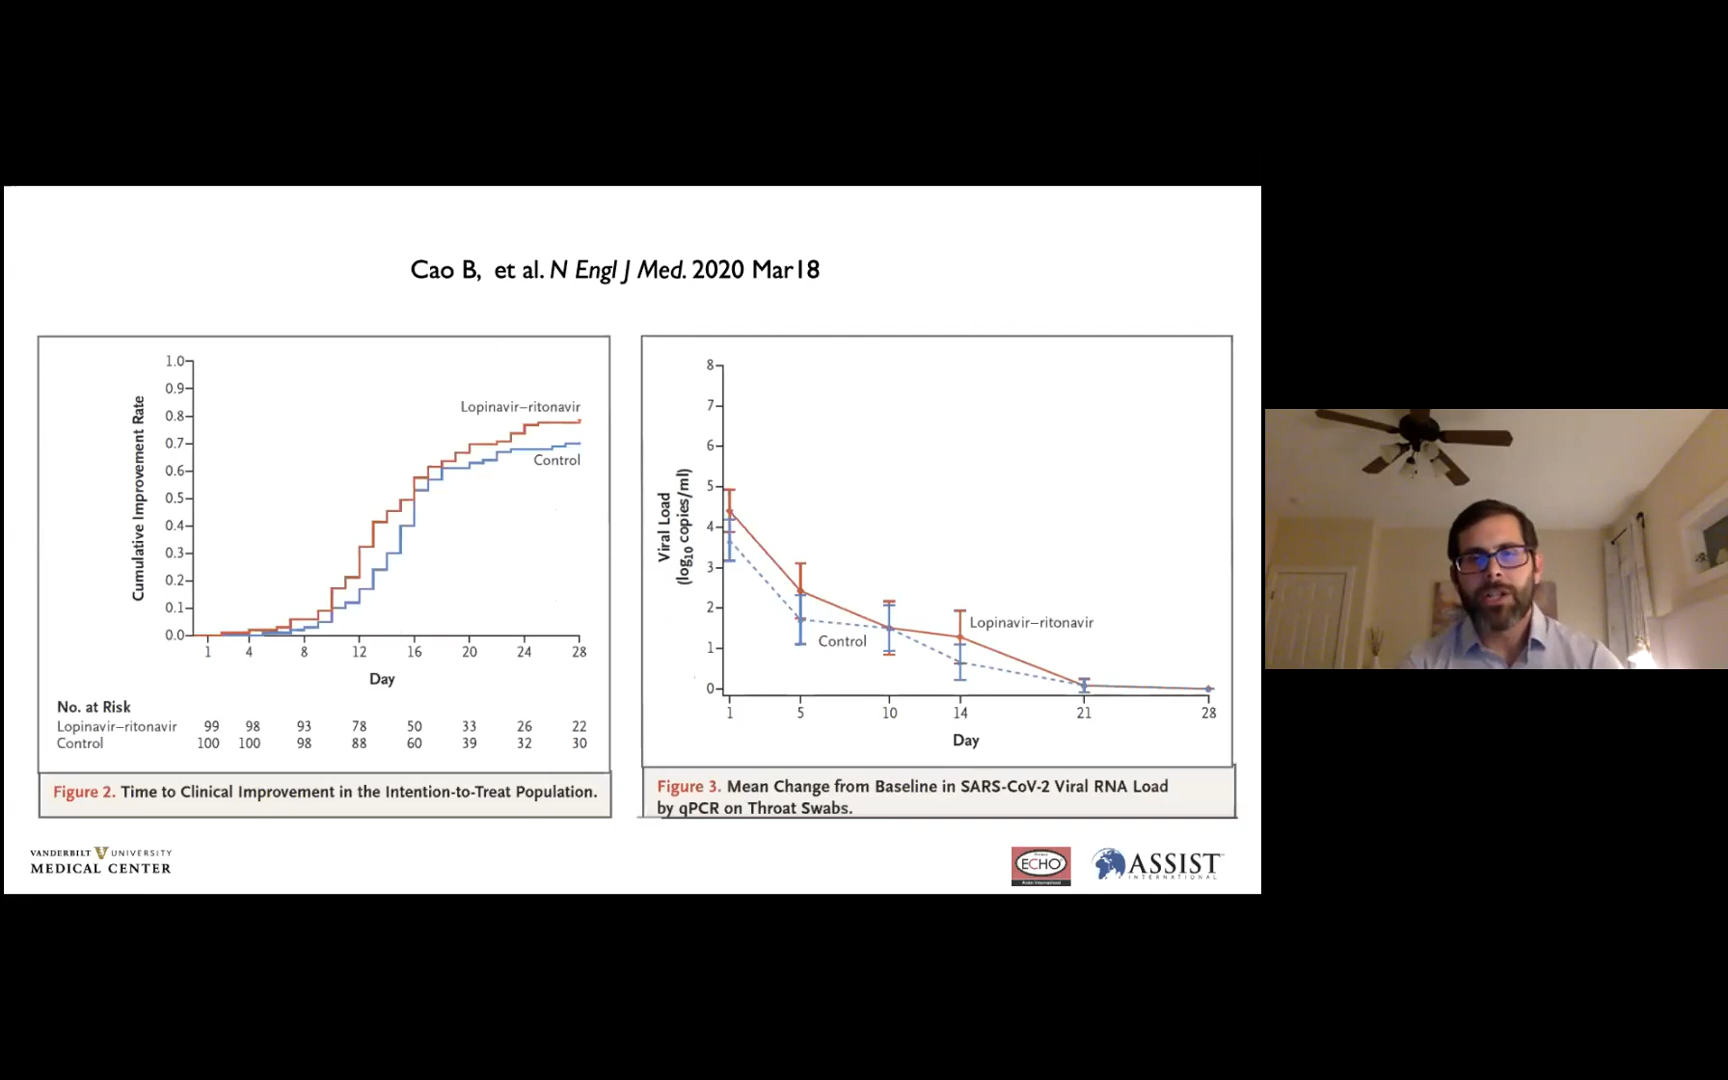 Cao B, et al. N Engl J Med. 2020 Mar18
1.0
0.9
0.8
0.7
0.6
0.5
0.4
0.3
0.2
0.1
0.0
Cumulative Improvement Rate
Lopinavir–ritonavir
Control
1 4 8 12 16 20 24 28
Day
No. at Risk
Lopinavir–ritonavir 99 98 93 78 50 33 26 22
Control 100 100 98 88 60 39 32 30
Figure 2. Time to Clinical Improvement in the Intention-to-Treat Population.
8
7
6
5
4
3
2
1
0
Viral Load
(log10 copies/ml)
Lopinavir–ritonavir
Control
1 5 10 14 21 28
Day
Figure 3. Mean Change from Baseline in SARS-CoV-2 Viral RNA Load
by qPCR on Throat Swabs.
VANDERBILT V UNIVERSITY
MEDICAL CENTER
ECHO
ASSIST
INTERNATIONAL